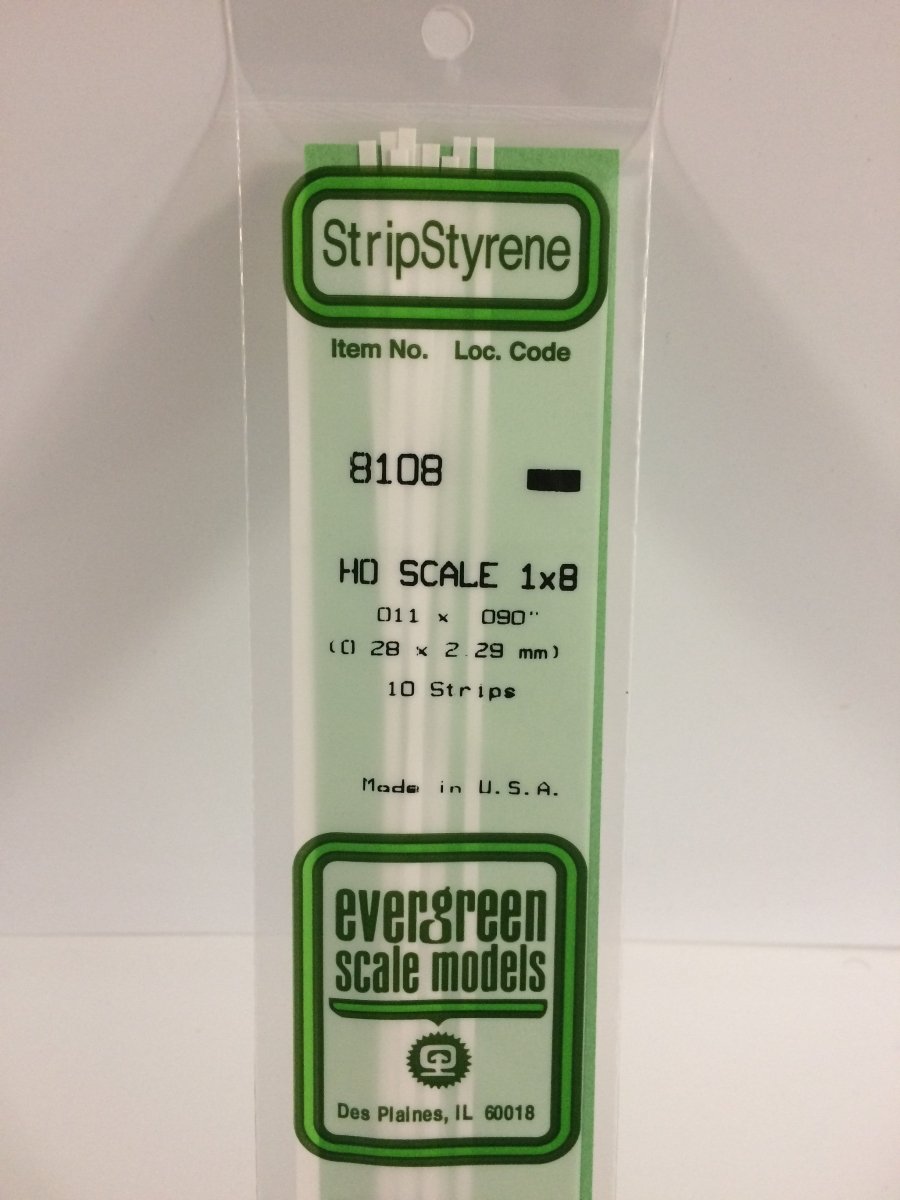 StripStyrene
Item No. Loc. Code
8108
HO SCALE 1x8
011 x 090"
(0 28 x 2.29 mm)
10 Strips
Made in U.S.A.
evergreen
scale models
Des Plaines, IL 60018